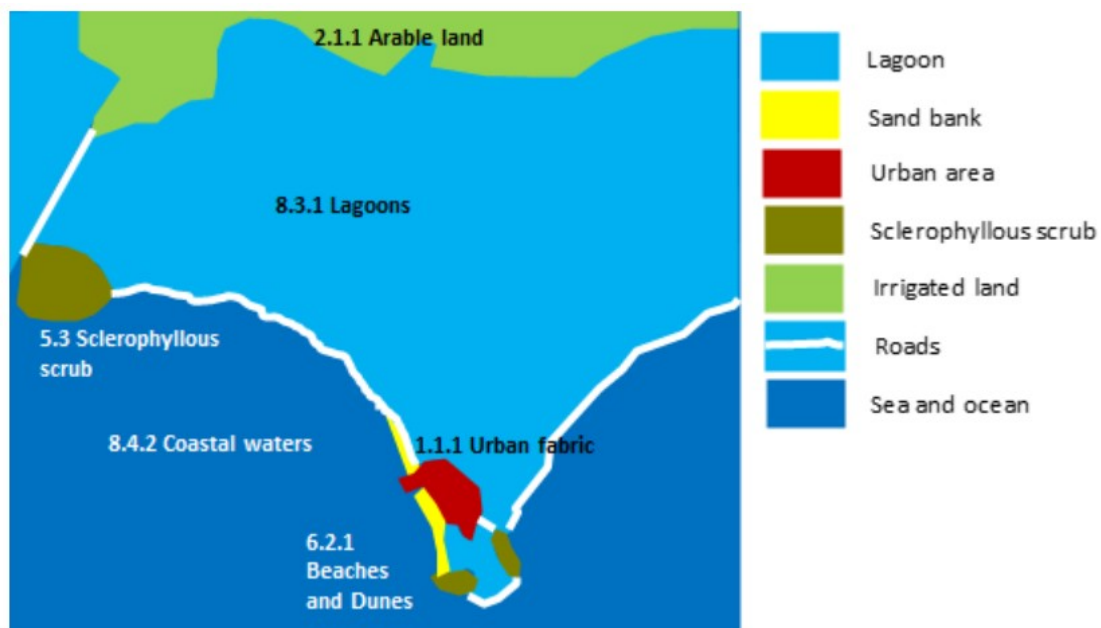 2.1.1 Arable land
8.3.1 Lagoons
5.3 Sclerophyllous
scrub
8.4.2 Coastal waters
1.1.1 Urban fabric
6.2.1
Beaches
and Dunes
Lagoon
Sand bank
Urban area
Sclerophyllous scrub
Irrigated land
Roads
Sea and ocean